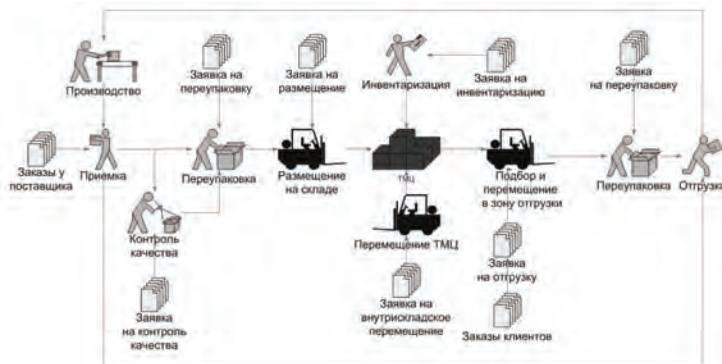 Производство
Заявка на
переупаковку
Заявка на
размещение
Инвентаризация
Заявка на
инвентаризацию
Заявка
на переупаковку
Заказы у
поставщика
Приемка
Переупаковка
Размещение
на складе
ТМЦ
Подбор и
перемещение
в зону отгрузки
Переупаковка
Отгрузка
Контроль
качества
Перемещение ТМЦ
Заявка
на отгрузку
Заявка
на контроль
качества
Заявка на
внутрискладское
перемещение
Заказы клиентов